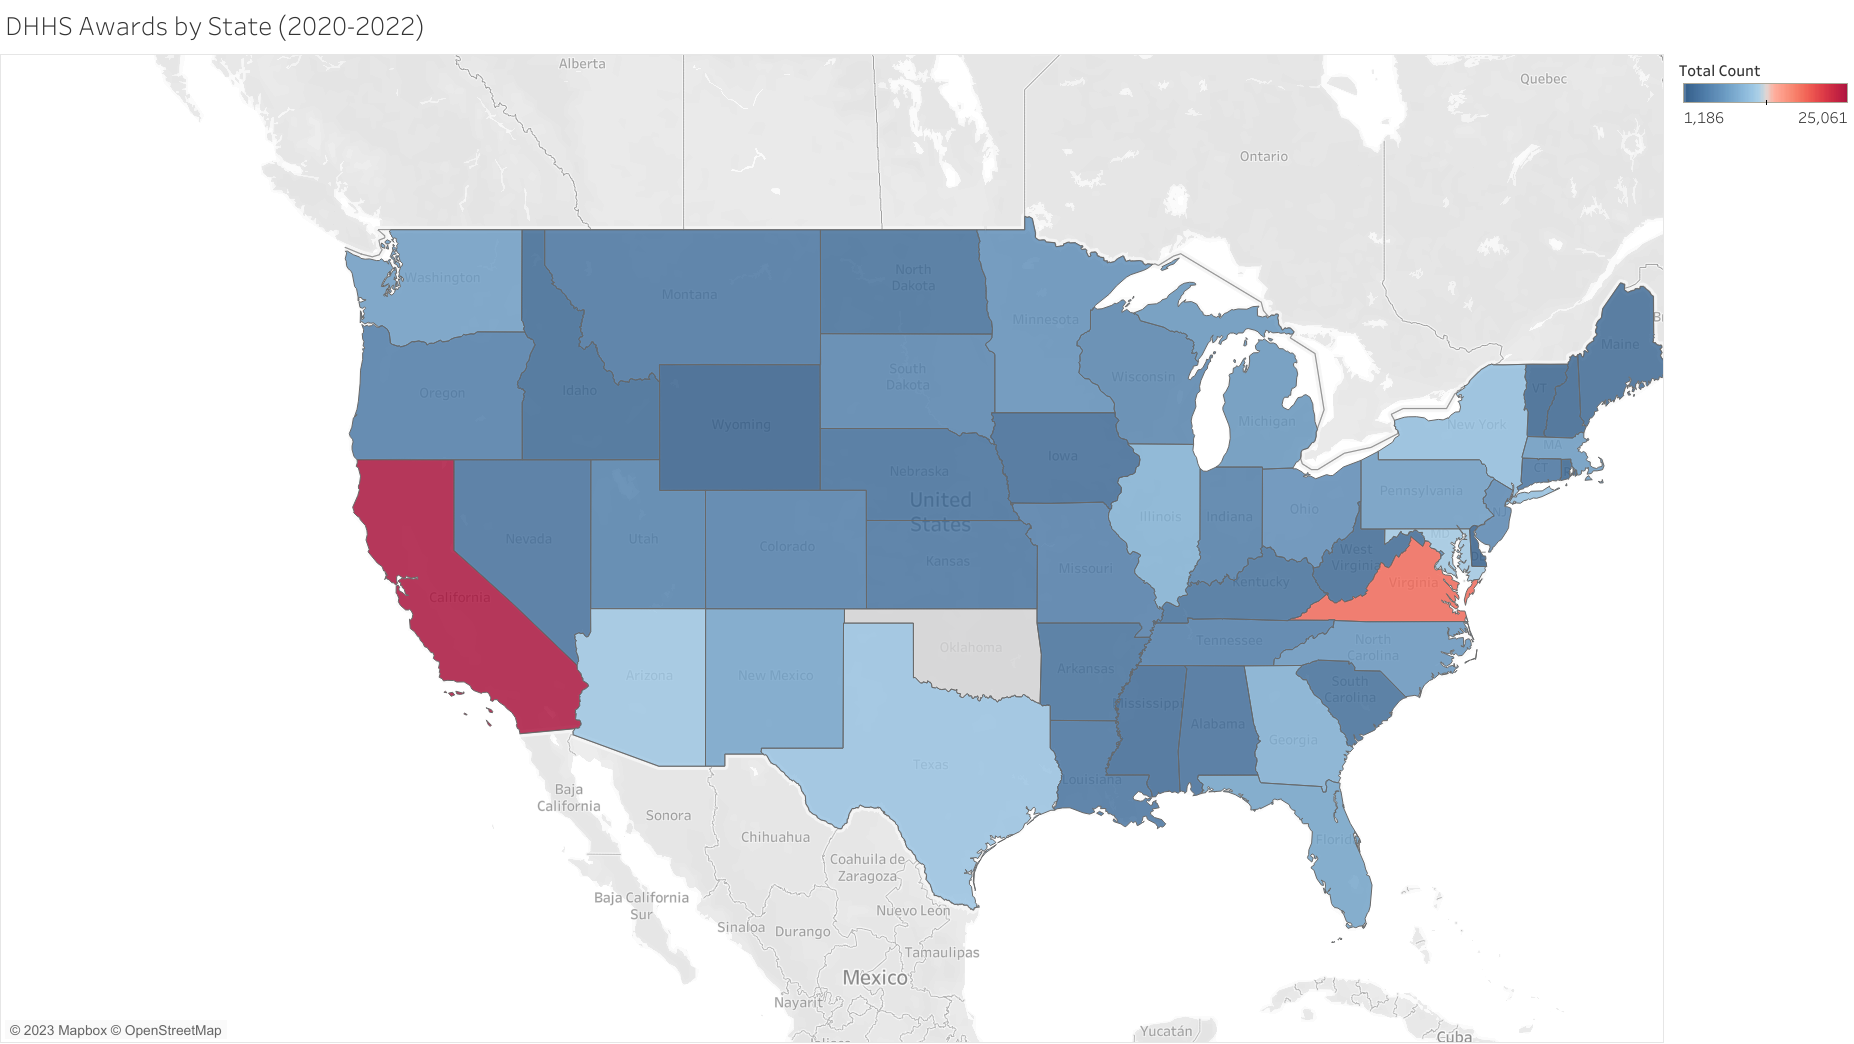 DHHS Awards by State (2020-2022)
Total Count
1,186
25,061
Alberta
Quebec
Ontario
Washington
Montana
North
Dakota
Minnesota
Maine
Oregon
Idaho
South
Dakota
Wisconsin
Michigan
VT
New York
MA
Wyoming
Iowa
Nebraska
CT
Pennsylvania
United
States
Illinois
Indiana
Ohio
NJ
Nevada
Utah
Colorado
Kansas
Missouri
West
Virginia
MD
Kentucky
Virginia
California
Tennessee
North
Carolina
Oklahoma
Arizona
New Mexico
Arkansas
South
Carolina
Mississippi
Alabama
Georgia
Texas
Louisiana
Florida
Baja
California
Sonora
Chihuahua
Coahuila de
Zaragoza
Baja California
Sur
Nuevo León
Sinaloa
Durango
Tamaulipas
Mexico
Nayarit
Jalisco
Yucatán
Cuba
© 2023 Mapbox © OpenStreetMap